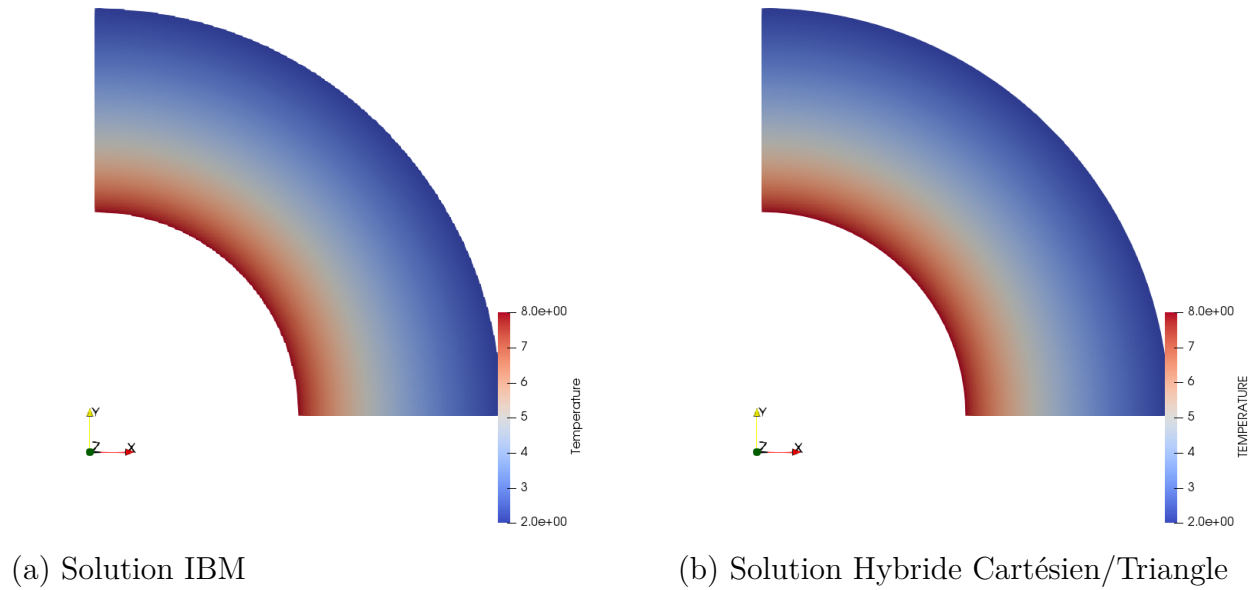 8.0e+00
7
6
5
4
3
2.0e+00
Temperature
Y
Z
X
(a) Solution IBM
8.0e+00
7
6
5
4
3
2.0e+00
TEMPERATURE
Y
Z
X
(b) Solution Hybride Cartésien/Triangle